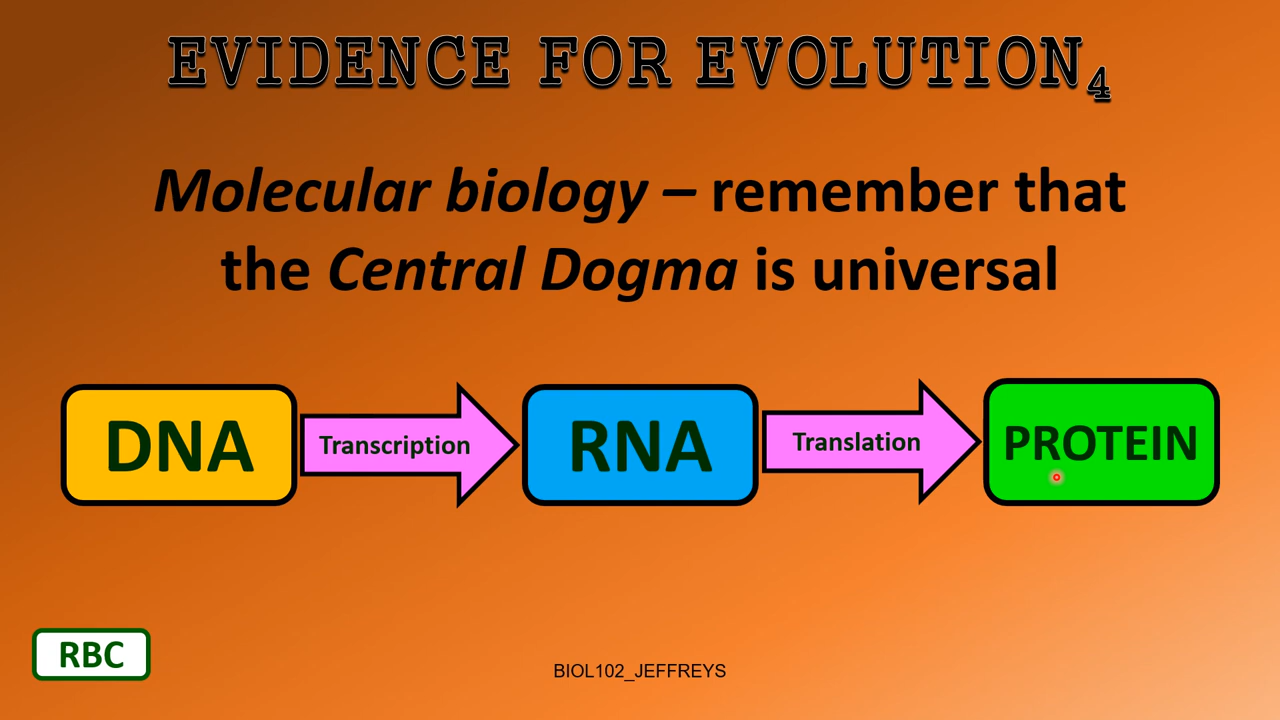 EVIDENCE FOR EVOLUTION4
Molecular biology – remember that
the Central Dogma is universal
DNA
Transcription
RNA
Translation
PROTEIN
RBC
BIOL102_JEFFREYS